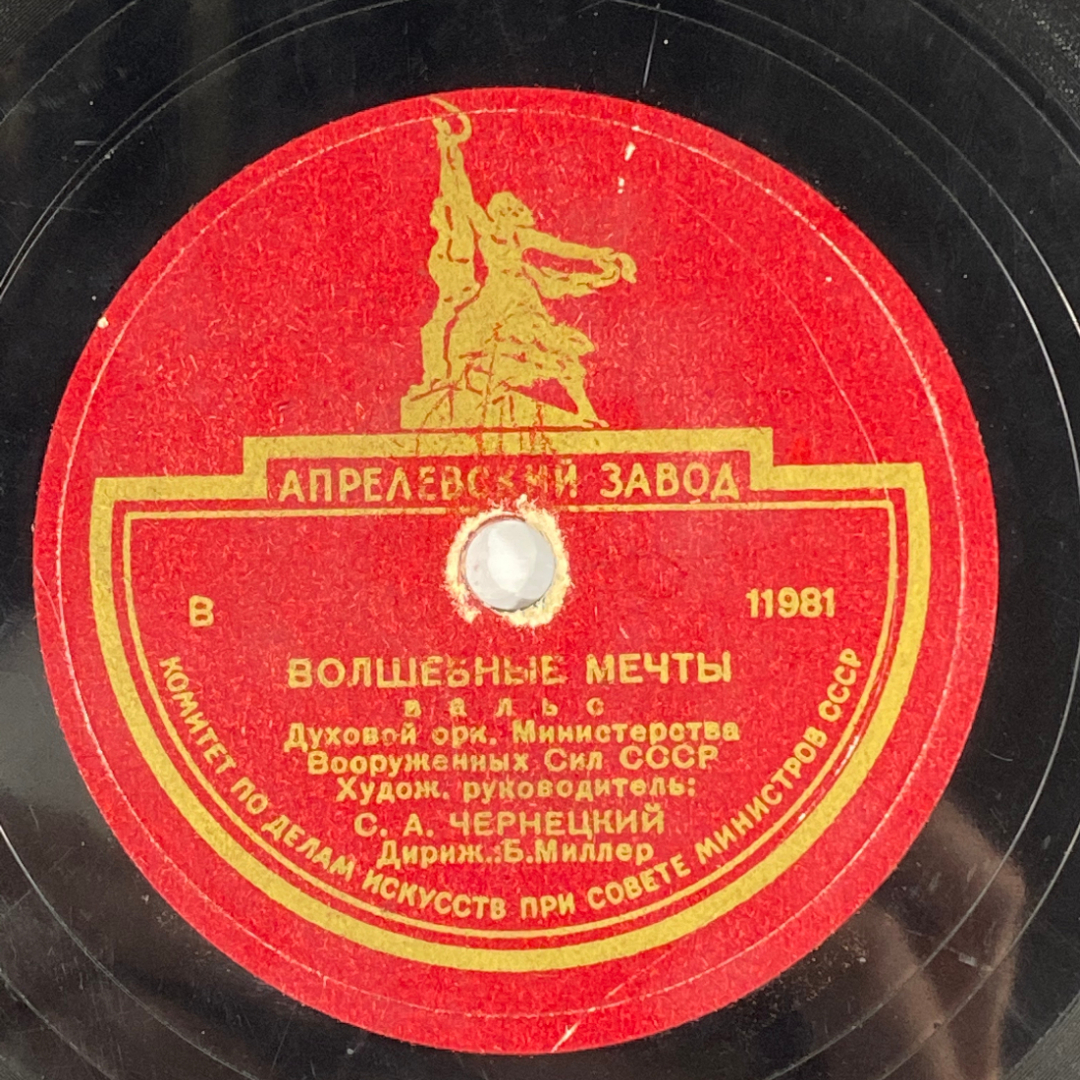 АПРЕЛЕВСКИЙ ЗАВОД
В 11981
ВОЛШЕБНЫЕ МЕЧТЫ
вальс
Духовой орк. Министерства
Вооруженных Сил СССР
Худож. руководитель:
С. А. ЧЕРНЕЦКИЙ
Дириж.:Б.Миллер
КОМИТЕТ ПО ДЕЛАМ ИСКУССТВ ПРИ СОВЕТЕ МИНИСТРОВ СССР